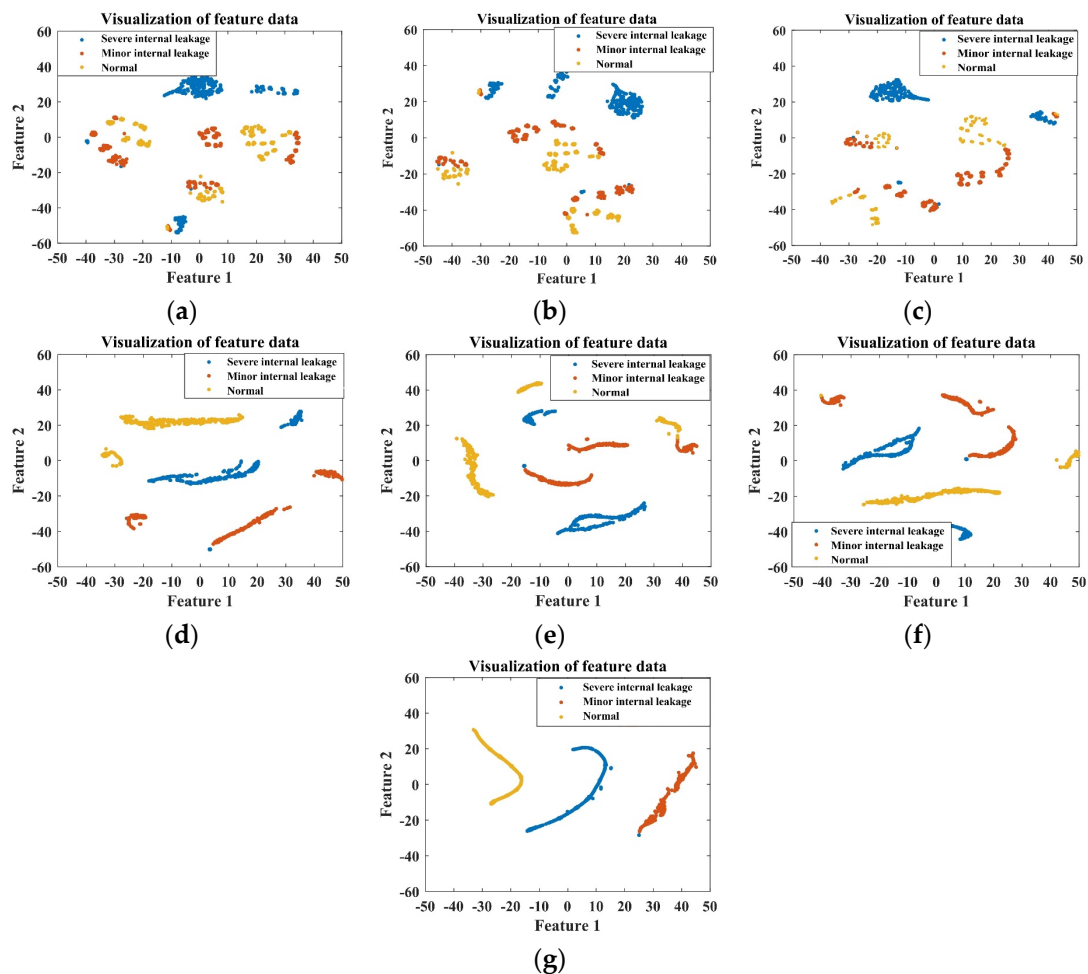 Visualization of feature data
60
40
20
0
-20
-40
-60
Feature 2
Severe internal leakage
Minor internal leakage
Normal
-50 -40 -30 -20 -10 0 10 20 30 40 50
Feature 1
(a)
Visualization of feature data
60
40
20
0
-20
-40
-60
Feature 2
Severe internal leakage
Minor internal leakage
Normal
-50 -40 -30 -20 -10 0 10 20 30 40 50
Feature 1
(b)
Visualization of feature data
60
40
20
0
-20
-40
-60
Feature 2
Severe internal leakage
Minor internal leakage
Normal
-50 -40 -30 -20 -10 0 10 20 30 40 50
Feature 1
(c)
Visualization of feature data
60
40
20
0
-20
-40
-60
Feature 2
Severe internal leakage
Minor internal leakage
Normal
-50 -40 -30 -20 -10 0 10 20 30 40 50
Feature 1
(d)
Visualization of feature data
60
40
20
0
-20
-40
-60
Feature 2
Severe internal leakage
Minor internal leakage
Normal
-50 -40 -30 -20 -10 0 10 20 30 40 50
Feature 1
(e)
Visualization of feature data
60
40
20
0
-20
-40
-60
Feature 2
Severe internal leakage
Minor internal leakage
Normal
-50 -40 -30 -20 -10 0 10 20 30 40 50
Feature 1
(f)
Visualization of feature data
60
40
20
0
-20
-40
-60
Feature 2
Severe internal leakage
Minor internal leakage
Normal
-50 -40 -30 -20 -10 0 10 20 30 40 50
Feature 1
(g)